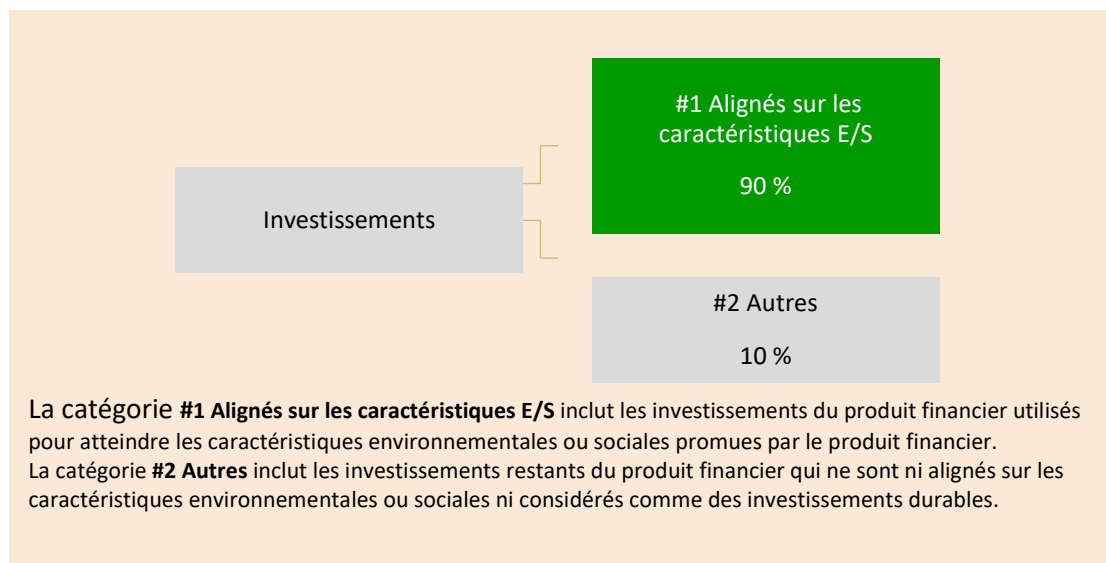 #1 Alignés sur les
caractéristiques E/S
90 %
Investissements
#2 Autres
10 %
La catégorie #1 Alignés sur les caractéristiques E/S inclut les investissements du produit financier utilisés
pour atteindre les caractéristiques environnementales ou sociales promues par le produit financier.
La catégorie #2 Autres inclut les investissements restants du produit financier qui ne sont ni alignés sur les
caractéristiques environnementales ou sociales ni considérés comme des investissements durables.